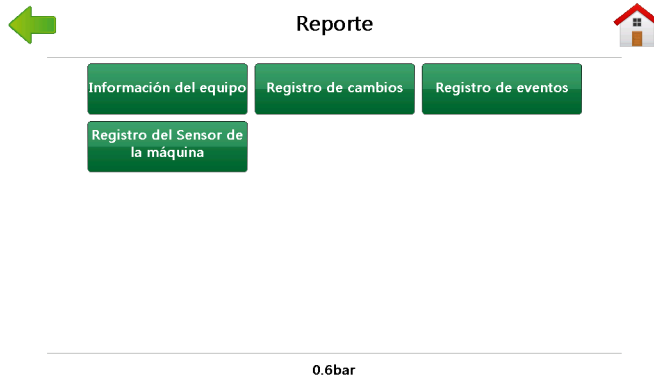 Reporte
Información del equipo
Registro de cambios
Registro de eventos
Registro del Sensor de
la máquina
0.6bar